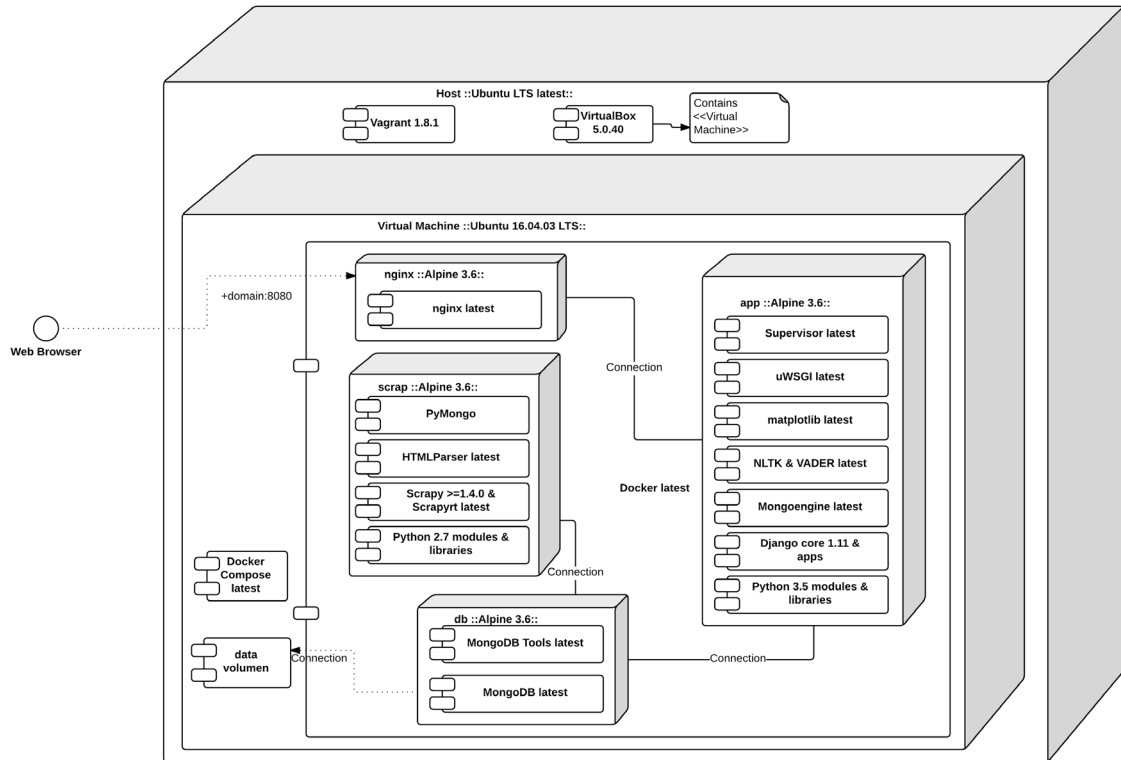 Host ::Ubuntu LTS latest::
Vagrant 1.8.1
VirtualBox
5.0.40
Contains
<<Virtual
Machine>>
Virtual Machine ::Ubuntu 16.04.03 LTS::
nginx ::Alpine 3.6::
nginx latest
+domain:8080
Web Browser
Connection
app ::Alpine 3.6::
Supervisor latest
uWSGI latest
matplotlib latest
NLTK & VADER latest
Mongoengine latest
Django core 1.11 &
apps
Python 3.5 modules &
libraries
scrap ::Alpine 3.6::
PyMongo
HTMLParser latest
Scrapy >=1.4.0 &
Scrapyrt latest
Python 2.7 modules &
libraries
Docker latest
Connection
Docker
Compose
latest
db ::Alpine 3.6::
MongoDB Tools latest
MongoDB latest
data
volumen
Connection
Connection